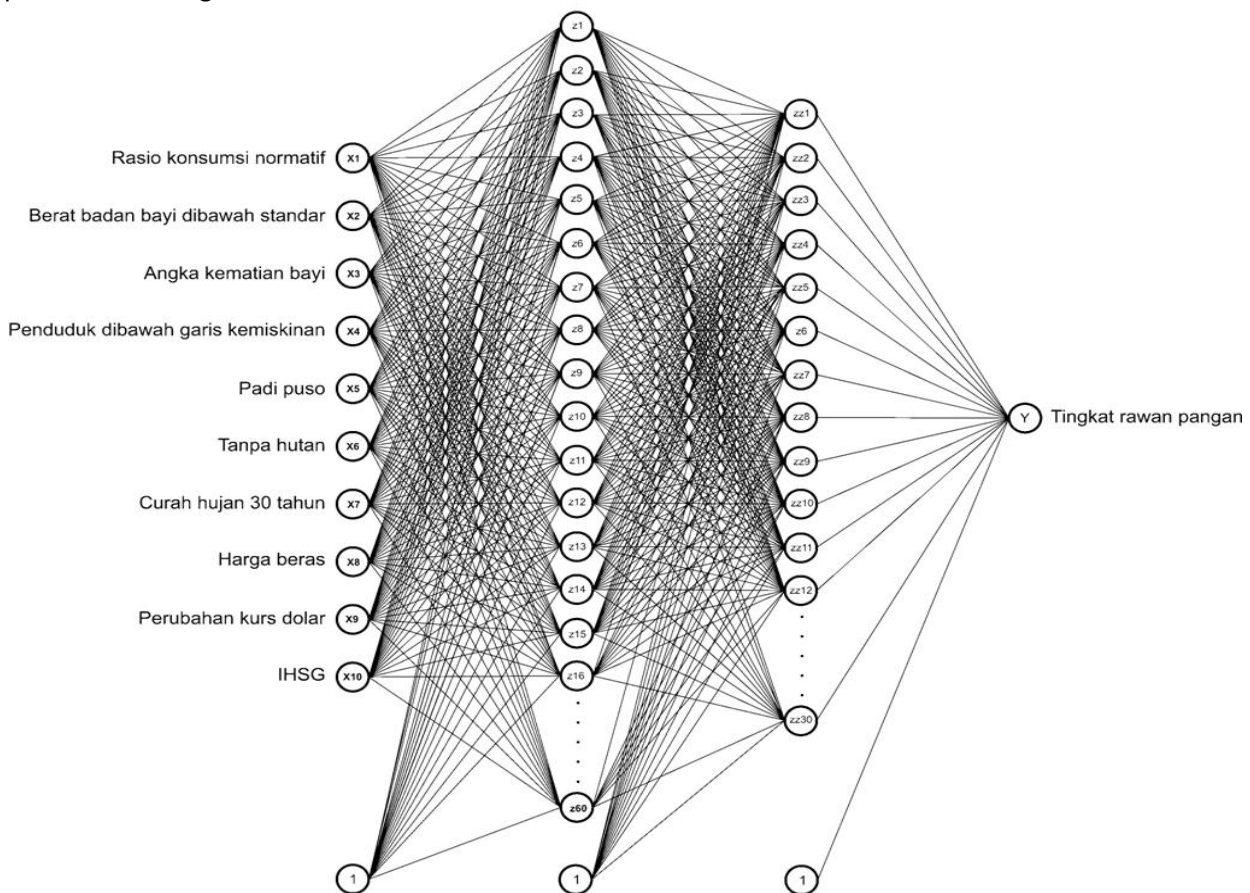 z1
z2
z3
z4
z5
z6
z7
z8
z9
z10
z11
z12
z13
z14
z15
z16
z60
1
zz1
zz2
zz3
zz4
zz5
z6
zz7
zz8
zz9
zz10
zz11
zz12
zz30
1
Rasio konsumsi normatif X1
Berat badan bayi dibawah standar X2
Angka kematian bayi X3
Penduduk dibawah garis kemiskinan X4
Padi puso X5
Tanpa hutan X6
Curah hujan 30 tahun X7
Harga beras X8
Perubahan kurs dolar X9
IHSG X10
1
Y Tingkat rawan pangan